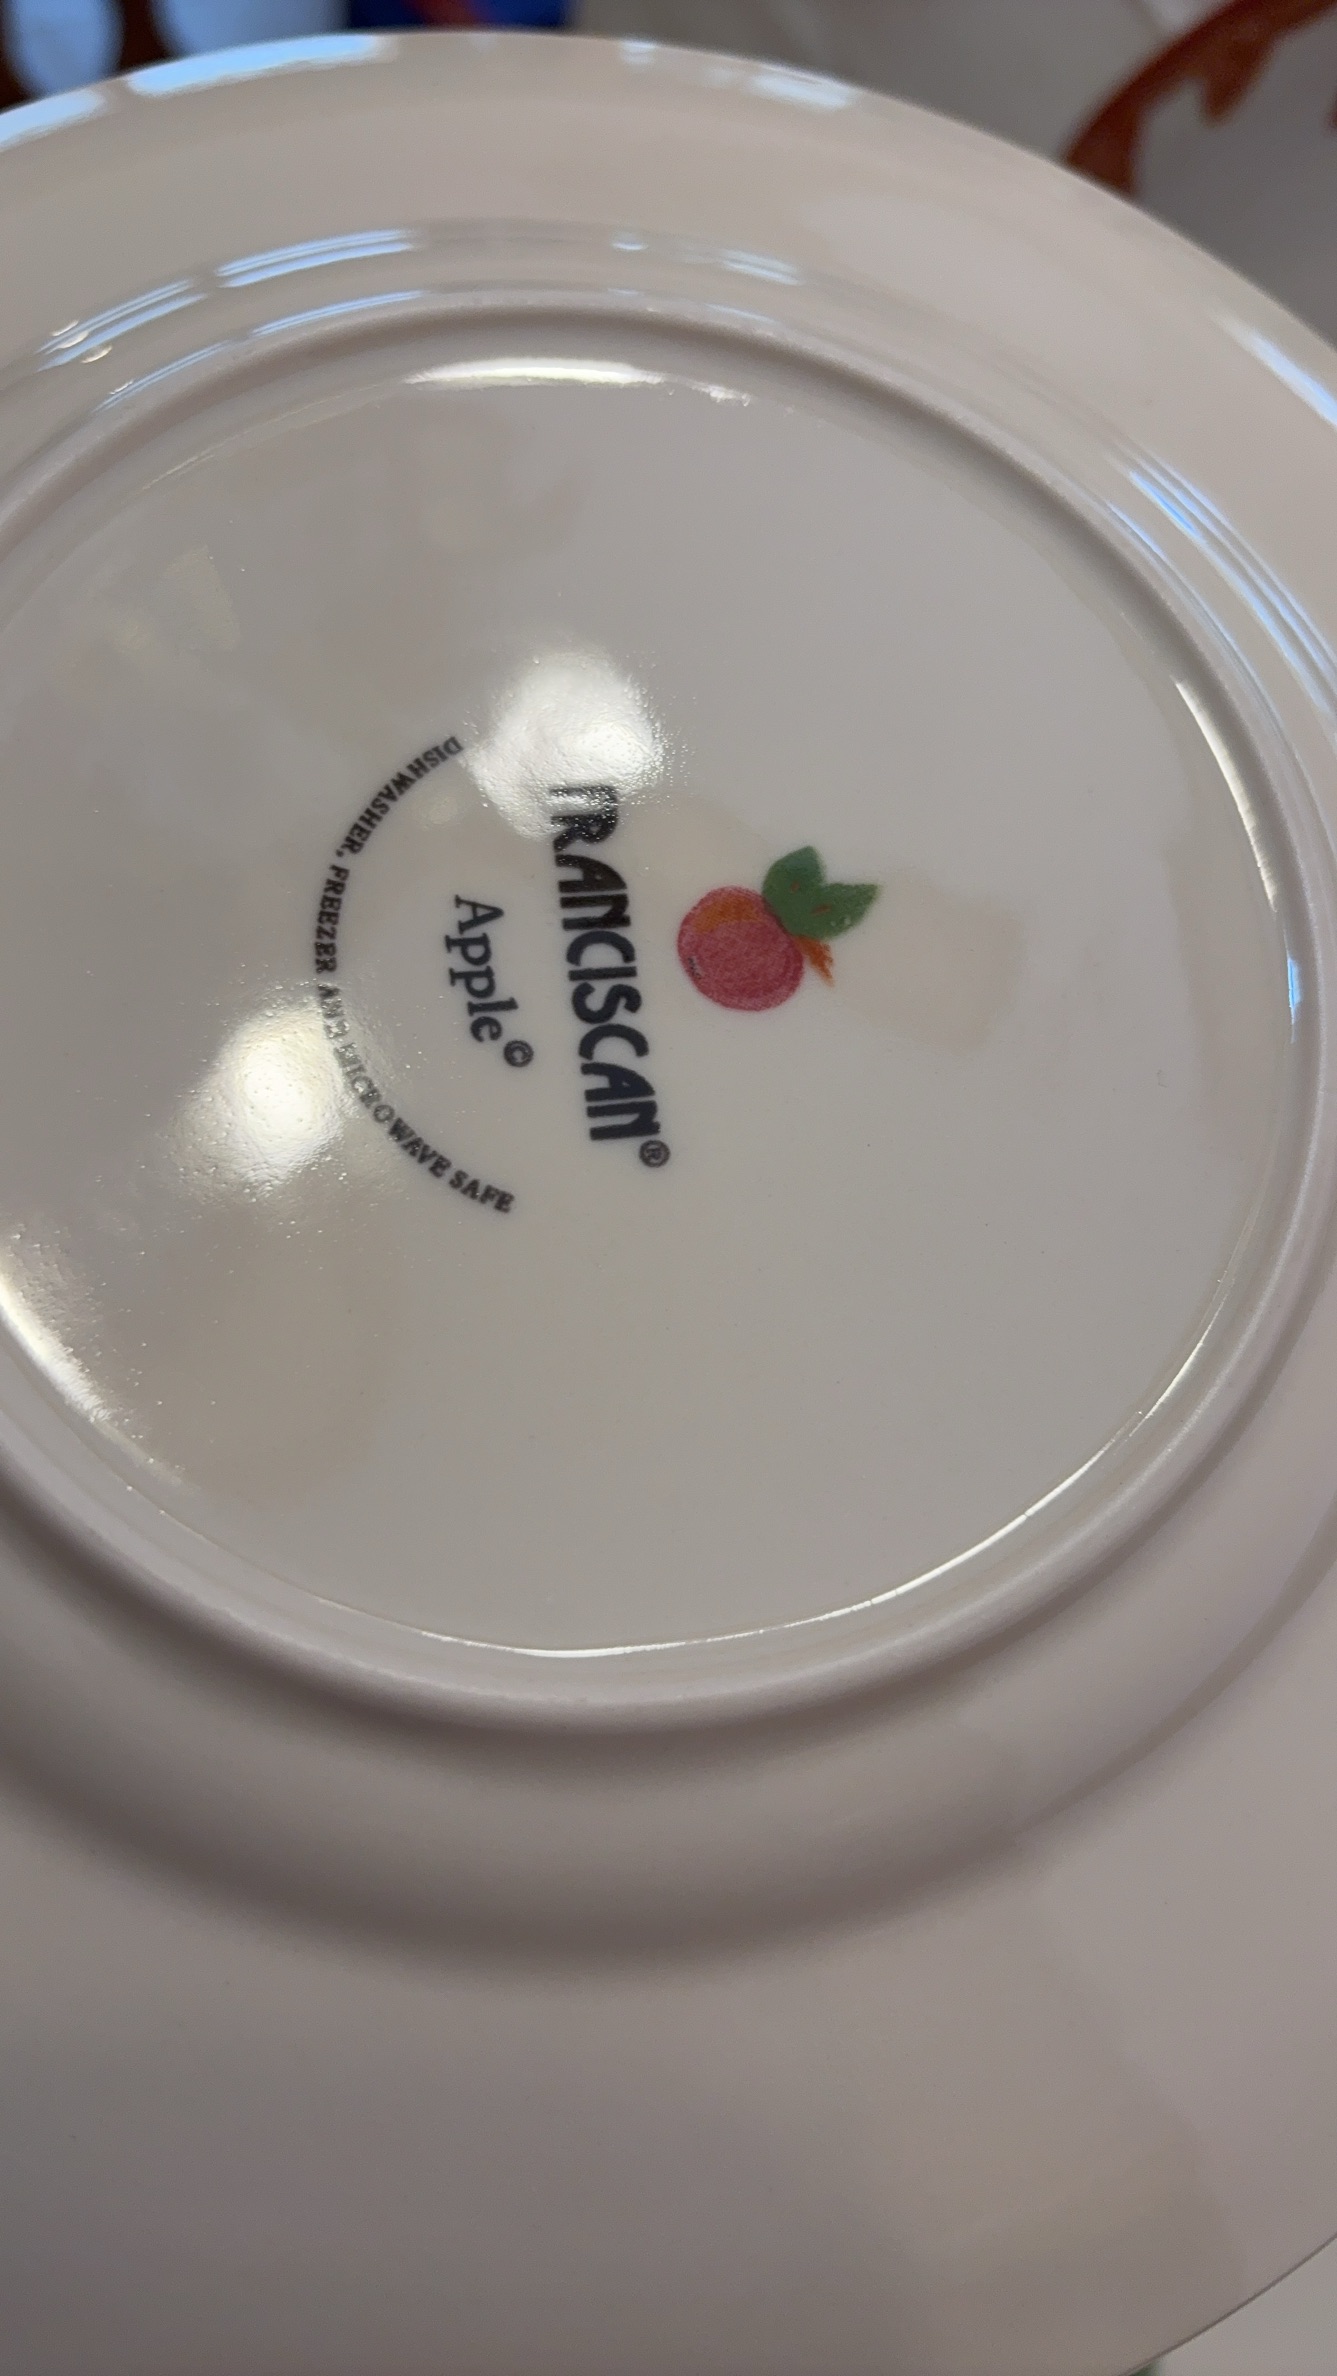 FRANCISCAN®
Apple©
DISHWASHER, FREEZER AND MICROWAVE SAFE